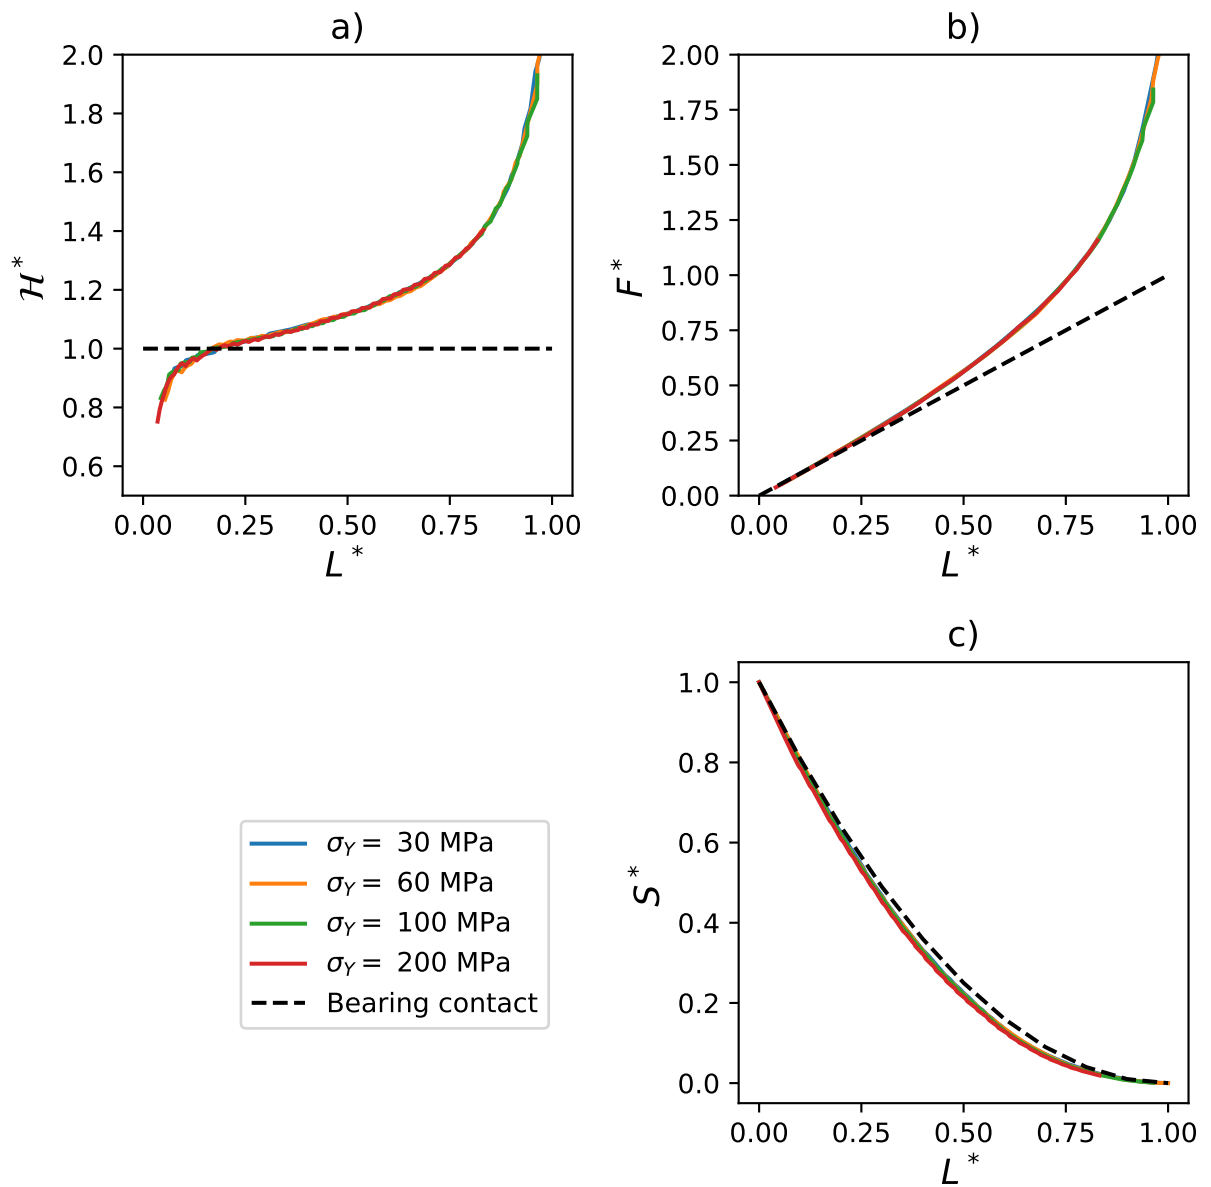 a)
2.0
1.8
1.6
1.4
1.2
1.0
0.8
0.6
ℋ*
0.00 0.25 0.50 0.75 1.00
L*
b)
2.00
1.75
1.50
1.25
1.00
0.75
0.50
0.25
0.00
F*
0.00 0.25 0.50 0.75 1.00
L*
c)
1.0
0.8
0.6
0.4
0.2
0.0
S*
0.00 0.25 0.50 0.75 1.00
L*
σY = 30 MPa
σY = 60 MPa
σY = 100 MPa
σY = 200 MPa
Bearing contact